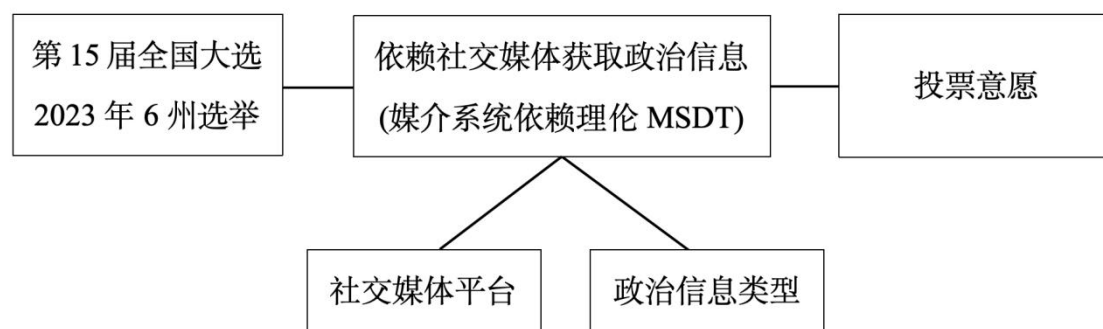 第 15 届全国大选
2023 年 6 州选举
依赖社交媒体获取政治信息
(媒介系统依赖理伦 MSDT)
投票意愿
社交媒体平台
政治信息类型